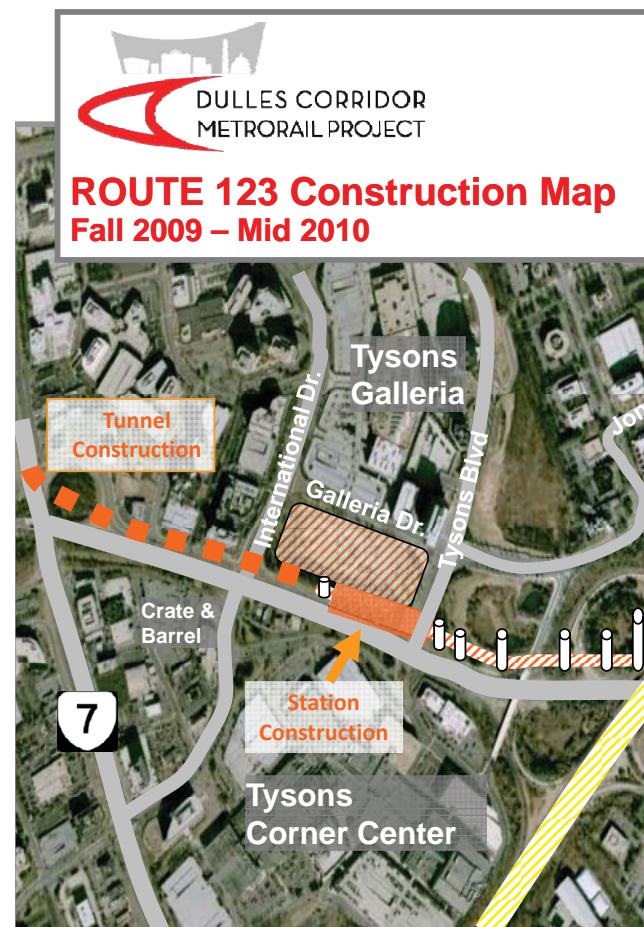 DULLES CORRIDOR
METRORAIL PROJECT
ROUTE 123 Construction Map
Fall 2009 – Mid 2010
Tysons
Galleria
Tunnel
Construction
International Dr.
Galleria Dr.
Tysons Blvd
Crate &
Barrel
7
Station
Construction
Tysons
Corner Center